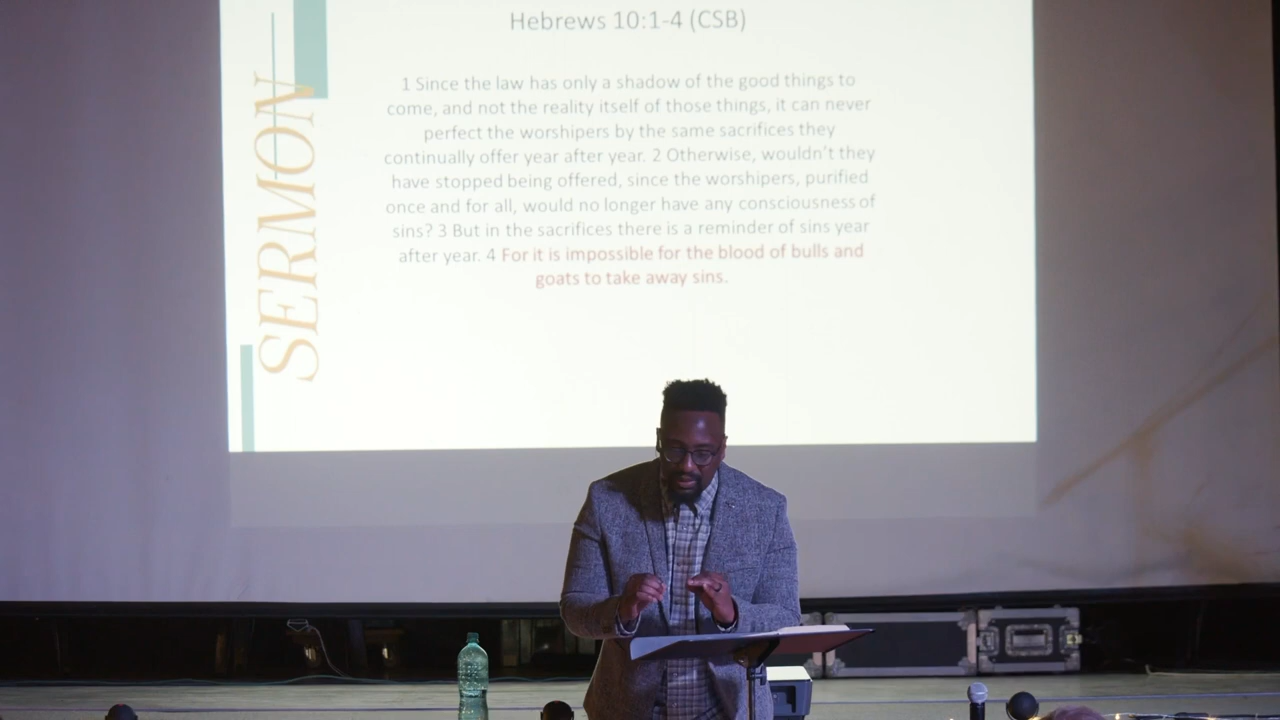 Hebrews 10:1-4 (CSB)
SERMON
1 Since the law has only a shadow of the good things to
come, and not the reality itself of those things, it can never
perfect the worshipers by the same sacrifices they
continually offer year after year. 2 Otherwise, wouldn't they
have stopped being offered, since the worshipers, purified
once and for all, would no longer have any consciousness of
sins? 3 But in the sacrifices there is a reminder of sins year
after year. 4 For it is impossible for the blood of bulls and
goats to take away sins.